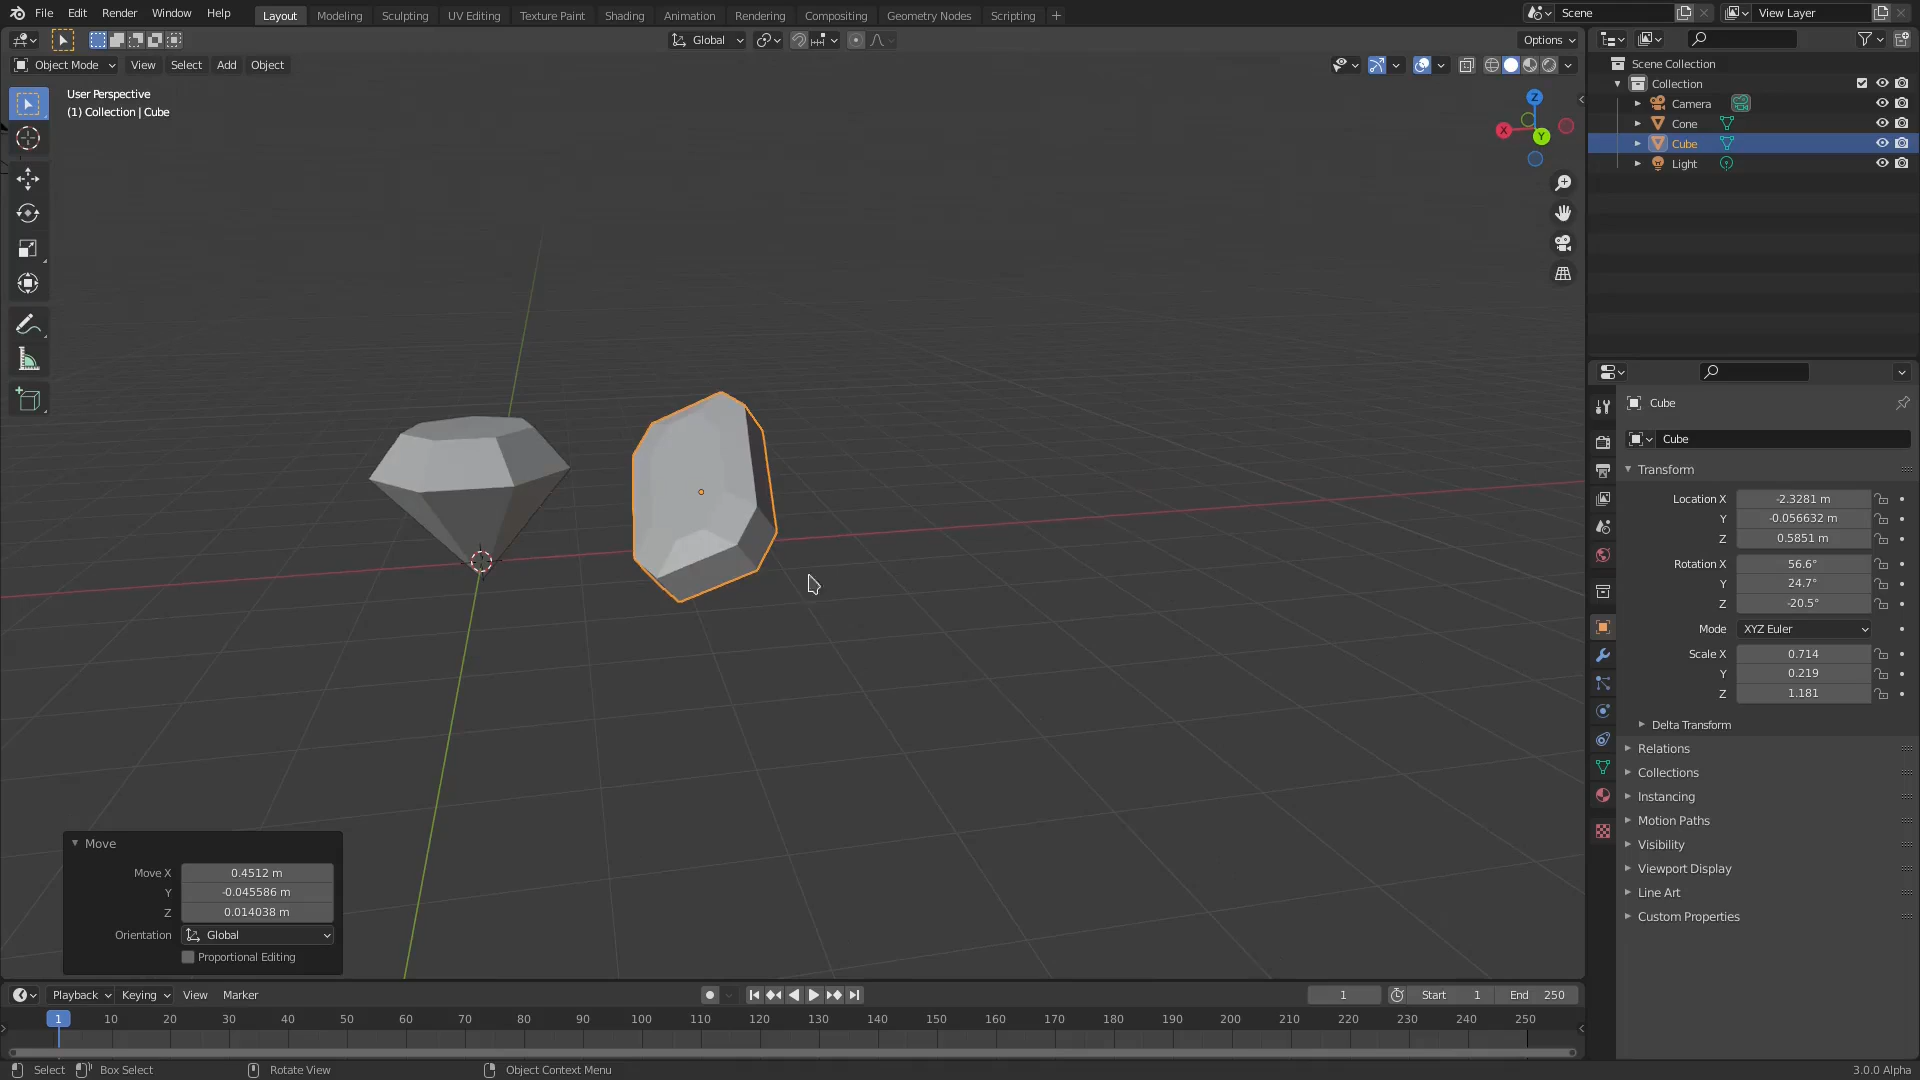 File Edit Render Window Help Layout Modeling Sculpting UV Editing Texture Paint Shading Animation Rendering Compositing Geometry Nodes Scripting + Scene View Layer
Global Options
Object Mode View Select Add Object
User Perspective
(1) Collection | Cube
Z
X
Y
Scene Collection
Collection
Camera
Cone
Cube
Light
Cube
Cube
Transform
Location X -2.3281 m
Y -0.056632 m
Z 0.5851 m
Rotation X 56.6°
Y 24.7°
Z -20.5°
Mode XYZ Euler
Scale X 0.714
Y 0.219
Z 1.181
Delta Transform
Relations
Collections
Instancing
Motion Paths
Visibility
Viewport Display
Line Art
Custom Properties
Move
Move X 0.4512 m
Y -0.045586 m
Z 0.014038 m
Orientation Global
Proportional Editing
Playback Keying View Marker 1 Start 1 End 250
1 10 20 30 40 50 60 70 80 90 100 110 120 130 140 150 160 170 180 190 200 210 220 230 240 250
Select Box Select Rotate View Object Context Menu 3.0.0 Alpha